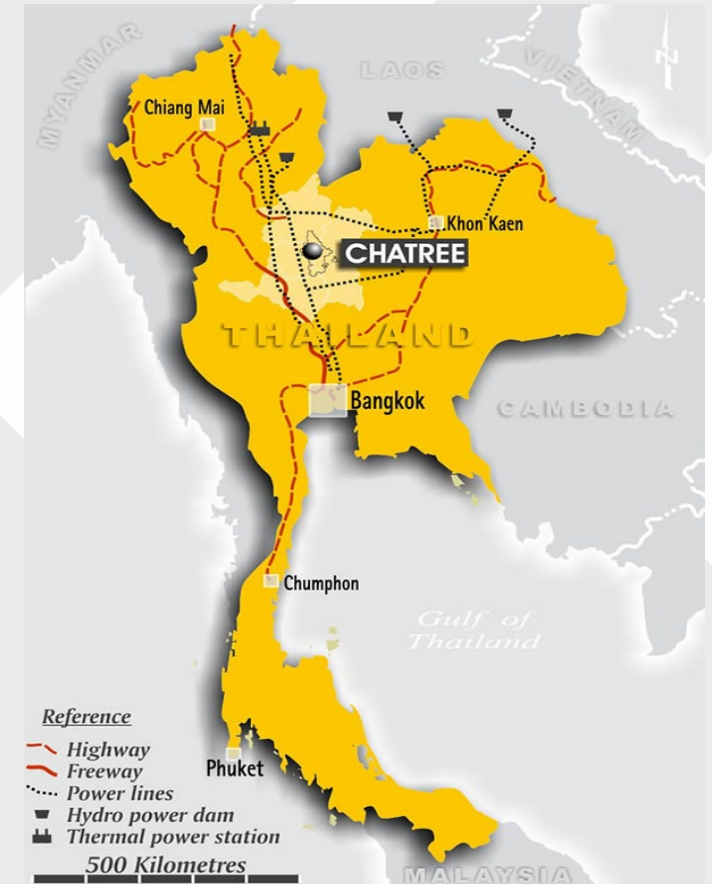 MYANMAR
LAOS
VIETNAM
N
Chiang Mai
Khon Kaen
CHATREE
THAILAND
Bangkok
CAMBODIA
Chumphon
Gulf of
Thailand
Phuket
MALAYSIA
Reference
Highway
Freeway
Power lines
Hydro power dam
Thermal power station
500 Kilometres